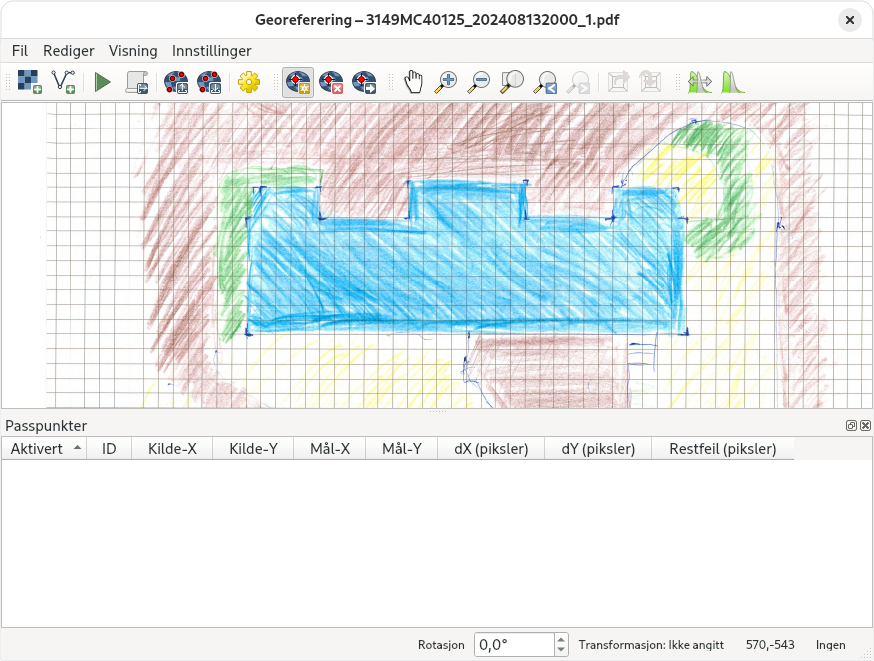 Georeferering – 3149MC40125_202408132000_1.pdf
Fil Rediger Visning Innstillinger
Passpunkter
Aktivert ID Kilde-X Kilde-Y Mål-X Mål-Y dX (piksler) dY (piksler) Restfeil (piksler)
Rotasjon 0,0° Transformasjon: Ikke angitt 570,-543 Ingen